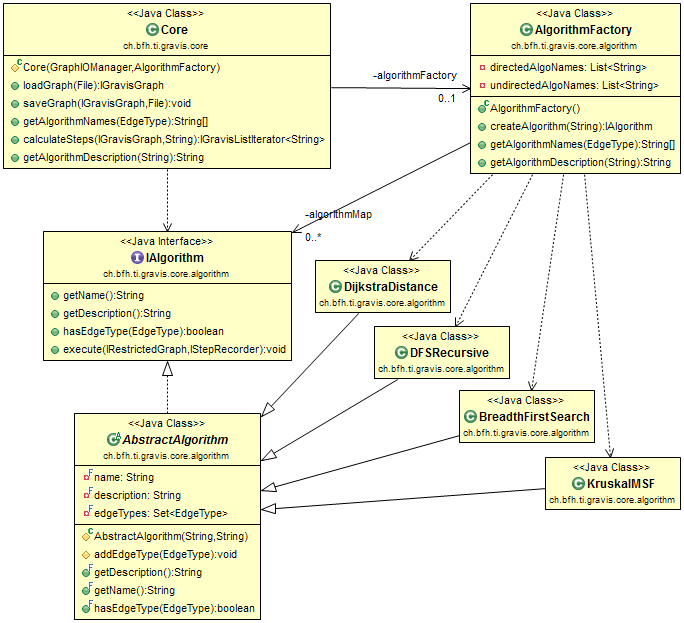 <<Java Class>>
Core
ch.bfh.ti.gravis.core
Core(GraphIOManager,AlgorithmFactory)
loadGraph(File):IGravisGraph
saveGraph(IGravisGraph,File):void
getAlgorithmNames(EdgeType):String[]
calculateSteps(IGravisGraph,String):IGravisListIterator<String>
getAlgorithmDescription(String):String
-algorithmFactory
0..1
<<Java Class>>
AlgorithmFactory
ch.bfh.ti.gravis.core.algorithm
directedAlgoNames: List<String>
undirectedAlgoNames: List<String>
AlgorithmFactory()
createAlgorithm(String):IAlgorithm
getAlgorithmNames(EdgeType):String[]
getAlgorithmDescription(String):String
-algorithmMap
0..*
<<Java Interface>>
IAlgorithm
ch.bfh.ti.gravis.core.algorithm
getName():String
getDescription():String
hasEdgeType(EdgeType):boolean
execute(IRestrictedGraph,IStepRecorder):void
<<Java Class>>
DijkstraDistance
ch.bfh.ti.gravis.core.algorithm
<<Java Class>>
DFSRecursive
ch.bfh.ti.gravis.core.algorithm
<<Java Class>>
BreadthFirstSearch
ch.bfh.ti.gravis.core.algorithm
<<Java Class>>
KruskalMSF
ch.bfh.ti.gravis.core.algorithm
<<Java Class>>
AbstractAlgorithm
ch.bfh.ti.gravis.core.algorithm
name: String
description: String
edgeTypes: Set<EdgeType>
AbstractAlgorithm(String,String)
addEdgeType(EdgeType):void
getDescription():String
getName():String
hasEdgeType(EdgeType):boolean